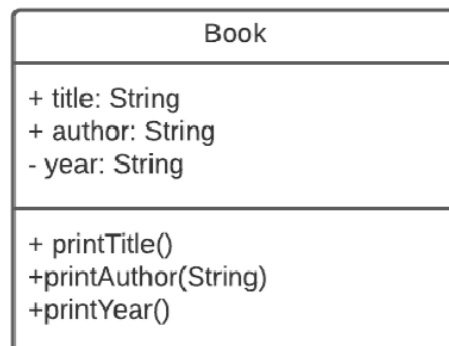 Book
+ title: String
+ author: String
- year: String
+ printTitle()
+printAuthor(String)
+printYear()